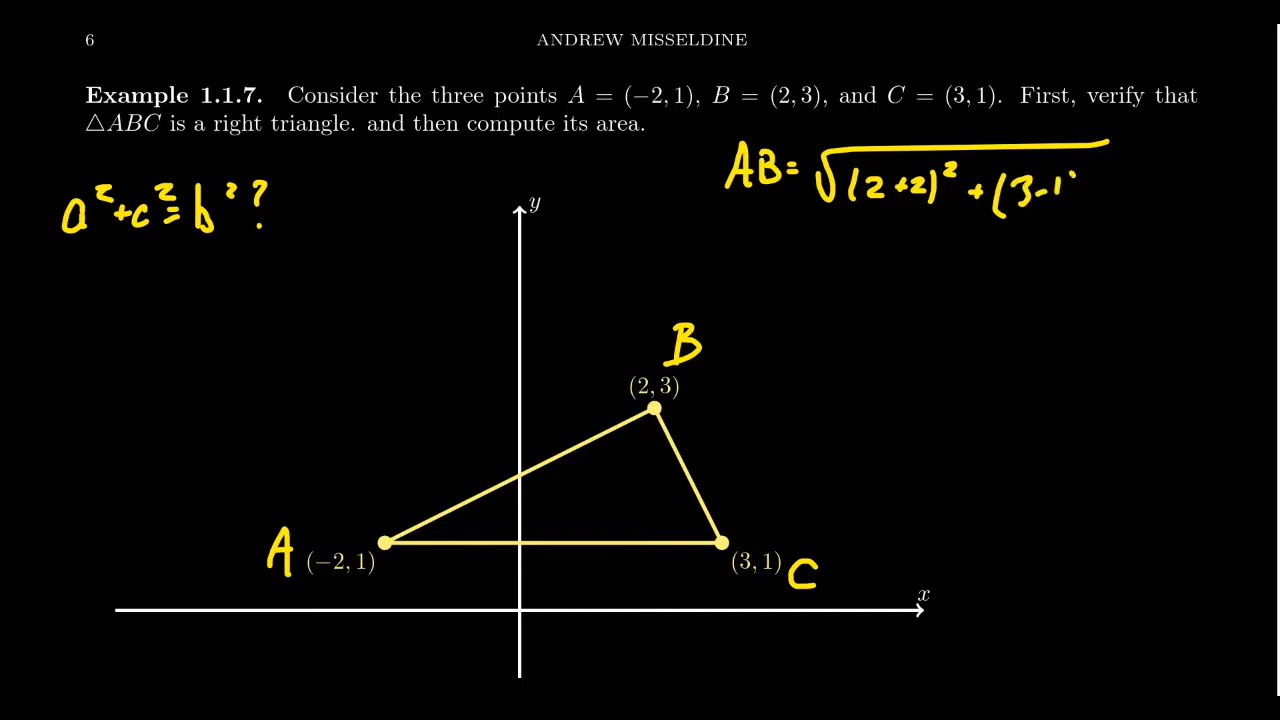 6 ANDREW MISSELDINE
Example 1.1.7. Consider the three points A = (−2, 1), B = (2, 3), and C = (3, 1). First, verify that
△ABC is a right triangle. and then compute its area.
AB = √(2+2)² + (3-1
a² + c² = b² ?
y
B
(2, 3)
A (−2, 1)
(3, 1) C
x